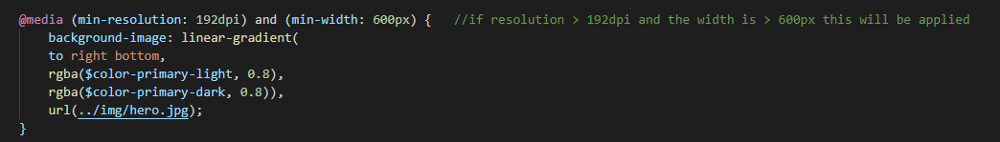 @media (min-resolution: 192dpi) and (min-width: 600px) {   //if resolution > 192dpi and the width is > 600px this will be applied
    background-image: linear-gradient(
    to right bottom,
    rgba($color-primary-light, 0.8),
    rgba($color-primary-dark, 0.8)),
    url(../img/hero.jpg);
}